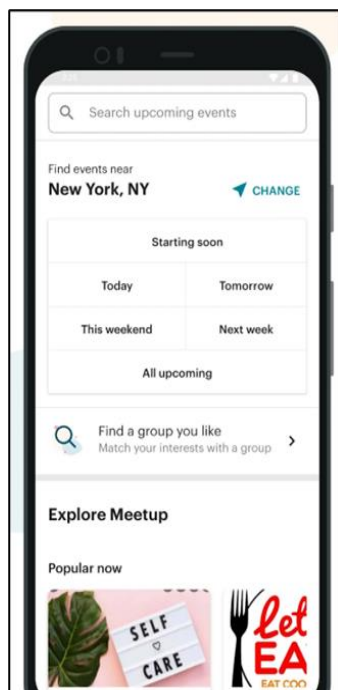 Search upcoming events
Find events near
New York, NY
CHANGE
Starting soon
Today
Tomorrow
This weekend
Next week
All upcoming
Find a group you like
Match your interests with a group
Explore Meetup
Popular now
SELF
CARE
let
EA
EAT COO